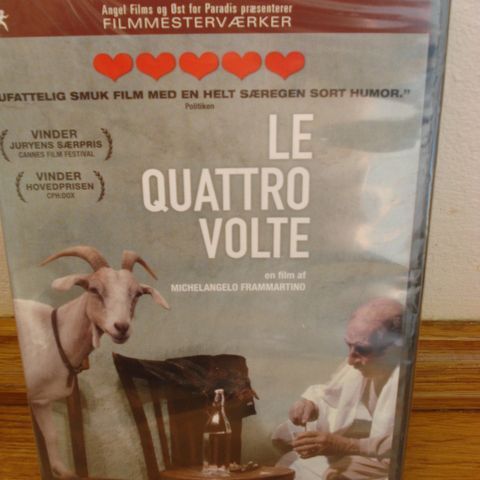 Angel Films og Øst for Paradis præsenterer
FILMMESTERVÆRKER
UFATTELIG SMUK FILM MED EN HELT SÆREGEN SORT HUMOR."
Politiken
VINDER
JURYENS SÆRPRIS
CANNES FILM FESTIVAL
VINDER
HOVEDPRISEN
CPH:DOX
LE
QUATTRO
VOLTE
en film af
MICHELANGELO FRAMMARTINO